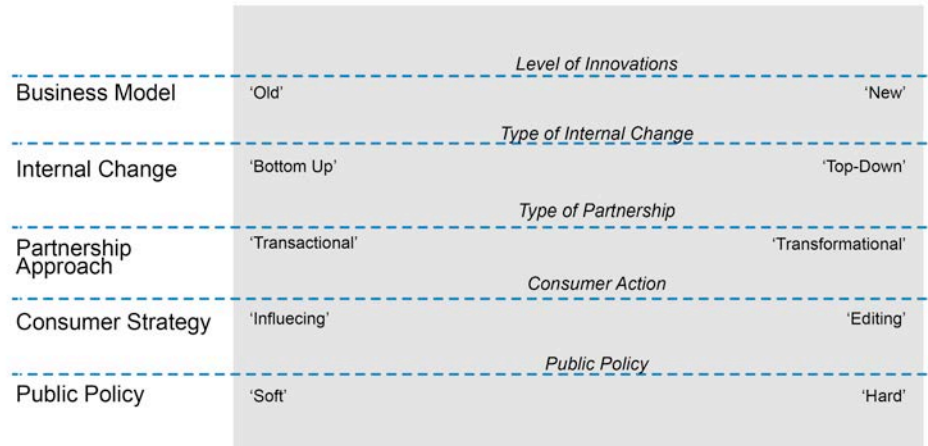 Level of Innovations
Business Model ‘Old’ ‘New’
Type of Internal Change
Internal Change ‘Bottom Up’ ‘Top-Down’
Type of Partnership
Partnership Approach ‘Transactional’ ‘Transformational’
Consumer Action
Consumer Strategy ‘Influecing’ ‘Editing’
Public Policy
Public Policy ‘Soft’ ‘Hard’